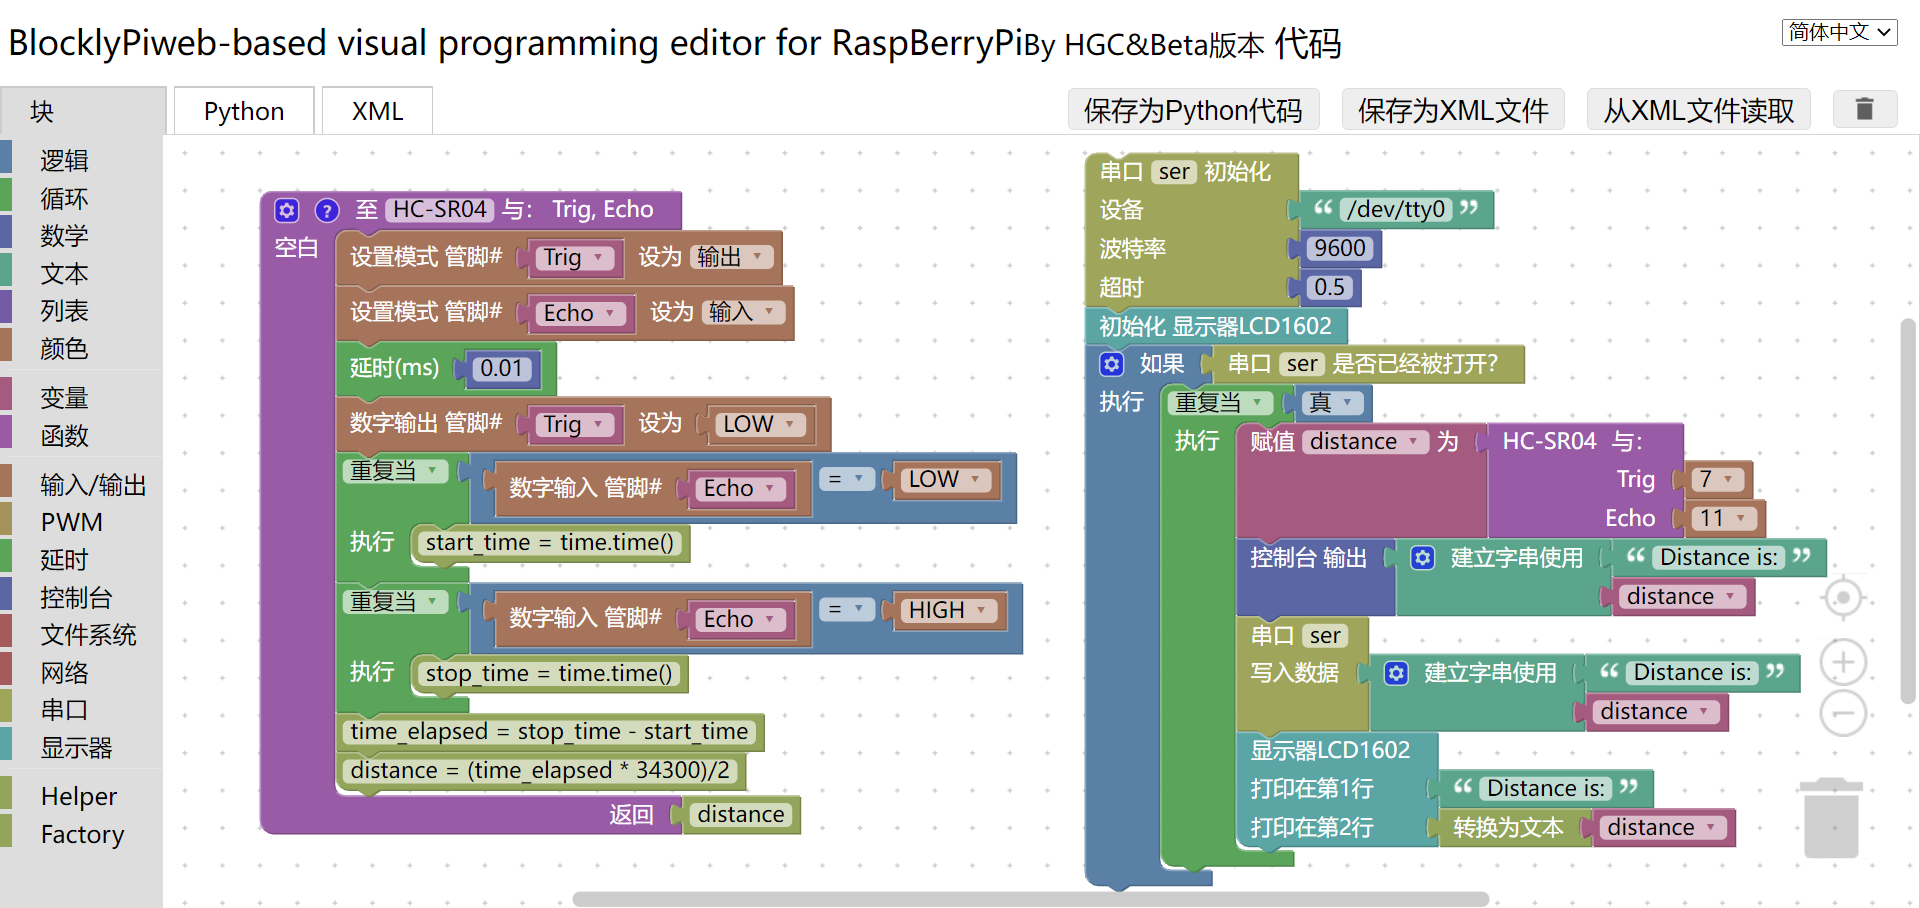 BlocklyPiweb-based visual programming editor for RaspBerryPiBy HGC&Beta版本 代码
简体中文
块
Python
XML
保存为Python代码
保存为XML文件
从XML文件读取
逻辑
循环
数学
文本
列表
颜色
变量
函数
输入/输出
PWM
延时
控制台
文件系统
网络
串口
显示器
Helper
Factory
? 至 HC-SR04 与: Trig, Echo
空白
设置模式 管脚# Trig 设为 输出
设置模式 管脚# Echo 设为 输入
延时(ms) 0.01
数字输出 管脚# Trig 设为 LOW
重复当 数字输入 管脚# Echo = LOW
执行 start_time = time.time()
重复当 数字输入 管脚# Echo = HIGH
执行 stop_time = time.time()
time_elapsed = stop_time - start_time
distance = (time_elapsed * 34300)/2
返回 distance
串口 ser 初始化
设备 “ /dev/tty0 ”
波特率 9600
超时 0.5
初始化 显示器LCD1602
如果 串口 ser 是否已经被打开?
执行 重复当 真
执行 赋值 distance 为 HC-SR04 与:
Trig 7
Echo 11
控制台 输出 建立字串使用 “ Distance is: ”
distance
串口 ser
写入数据 建立字串使用 “ Distance is: ”
distance
显示器LCD1602
打印在第1行 “ Distance is: ”
打印在第2行 转换为文本 distance